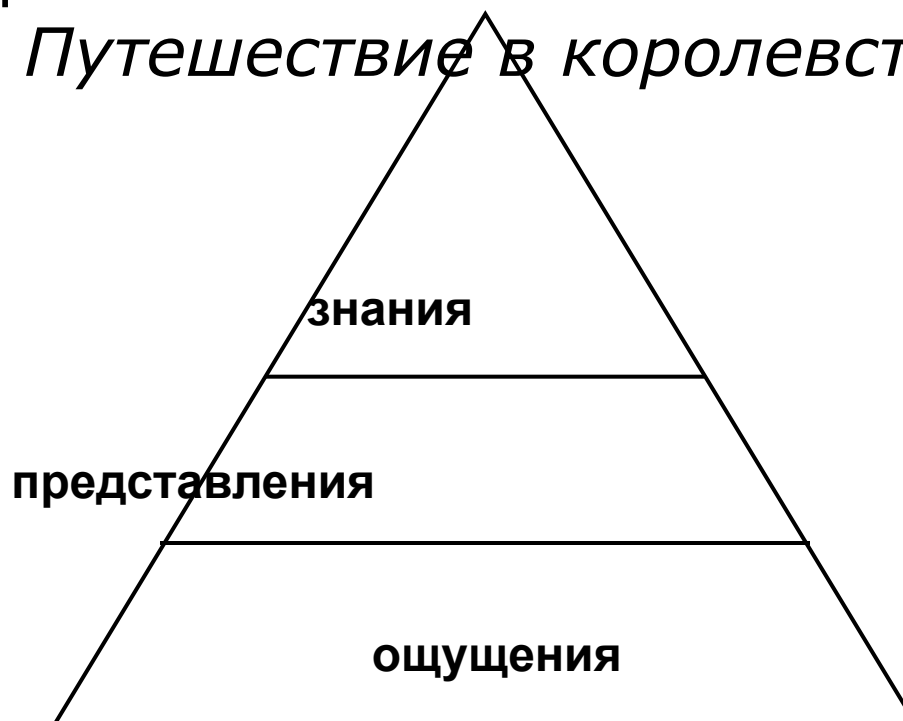 Путешествие в королевст
знания
представления
ощущения